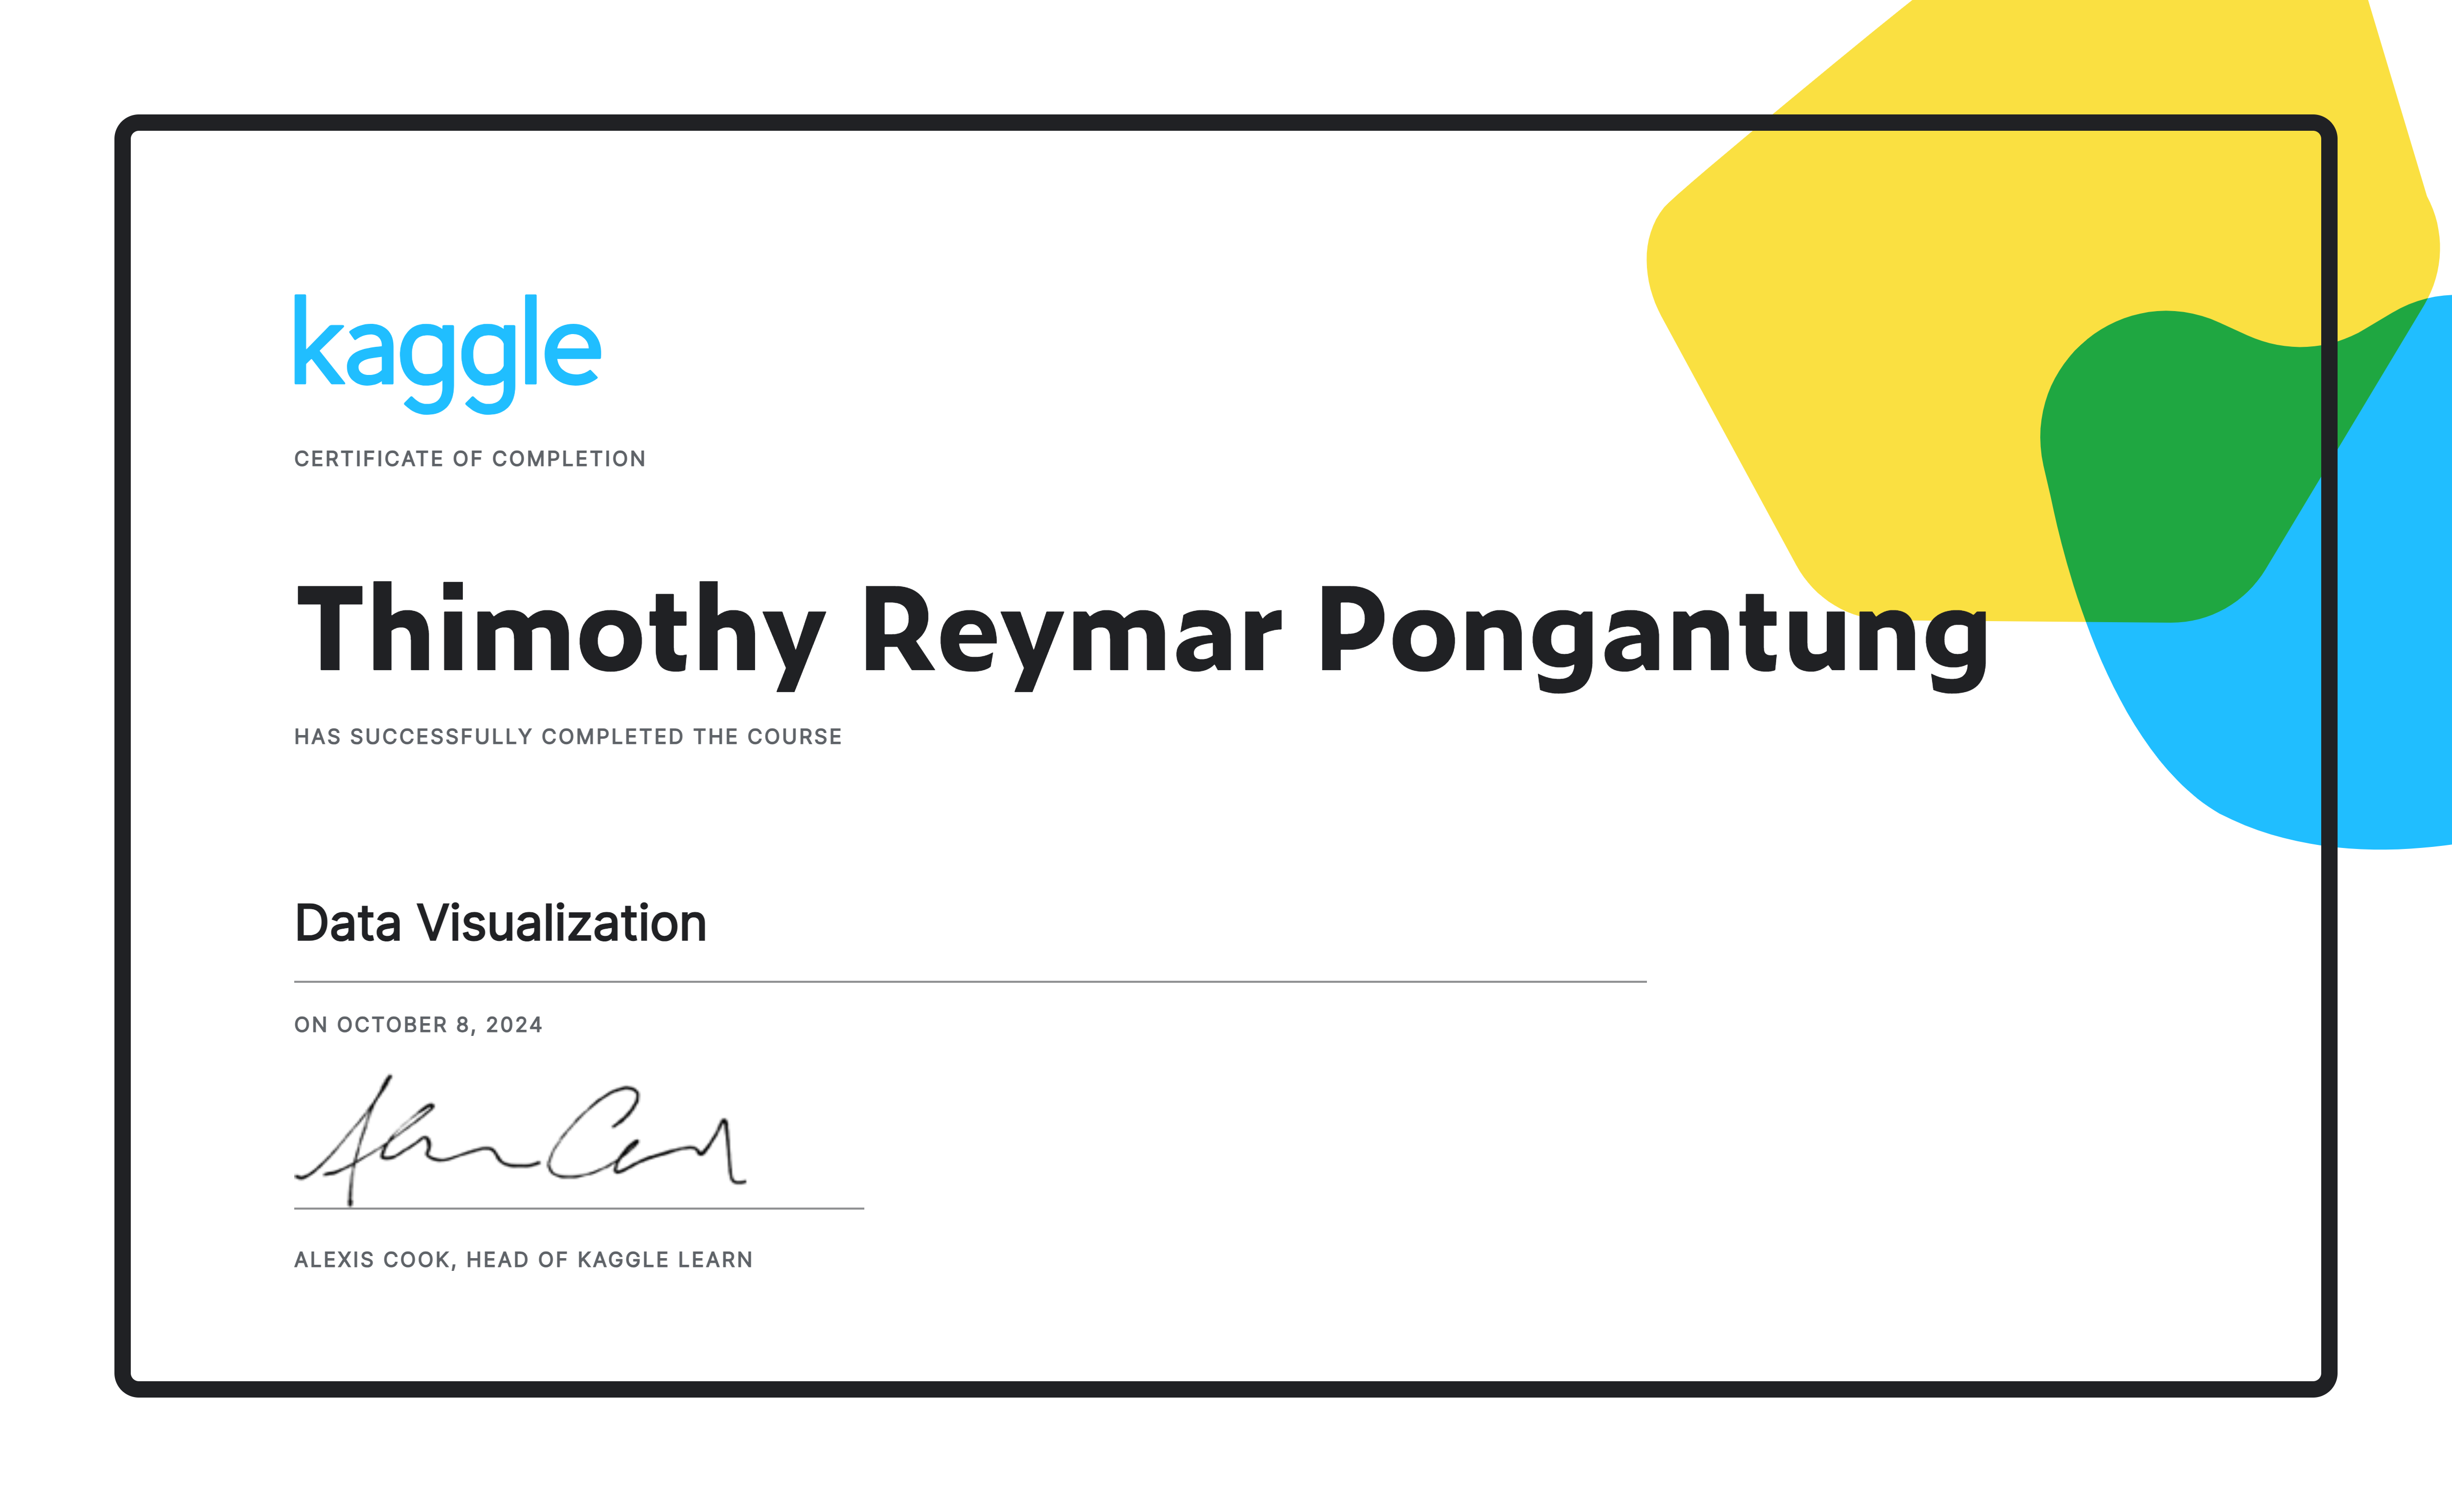 kaggle
CERTIFICATE OF COMPLETION
Thimothy Reymar Pongantung
HAS SUCCESSFULLY COMPLETED THE COURSE
Data Visualization
ON OCTOBER 8, 2024
ALEXIS COOK, HEAD OF KAGGLE LEARN